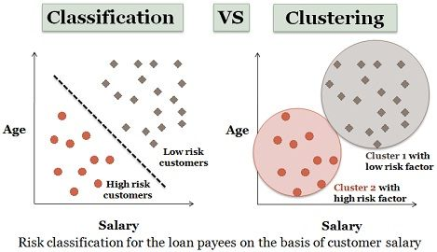 Classification VS Clustering
Age
Low risk
customers
High risk
customers
Salary
Age
Cluster 1 with
low risk factor
Cluster 2 with
high risk factor
Salary
Risk classification for the loan payees on the basis of customer salary